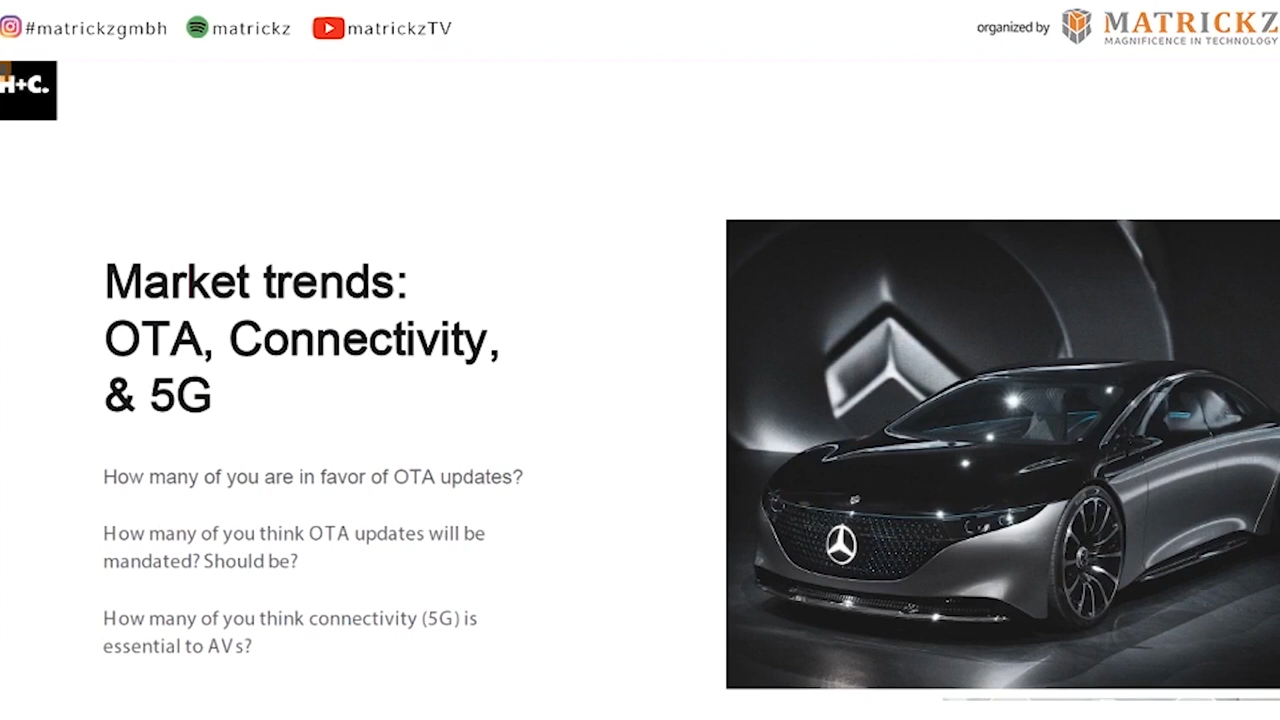 #matrickzgmbh matrickz matrickzTV
organized by MATRICKZ
MAGNIFICENCE IN TECHNOLOGY
H+C.
Market trends:
OTA, Connectivity,
& 5G
How many of you are in favor of OTA updates?
How many of you think OTA updates will be
mandated? Should be?
How many of you think connectivity (5G) is
essential to AVs?